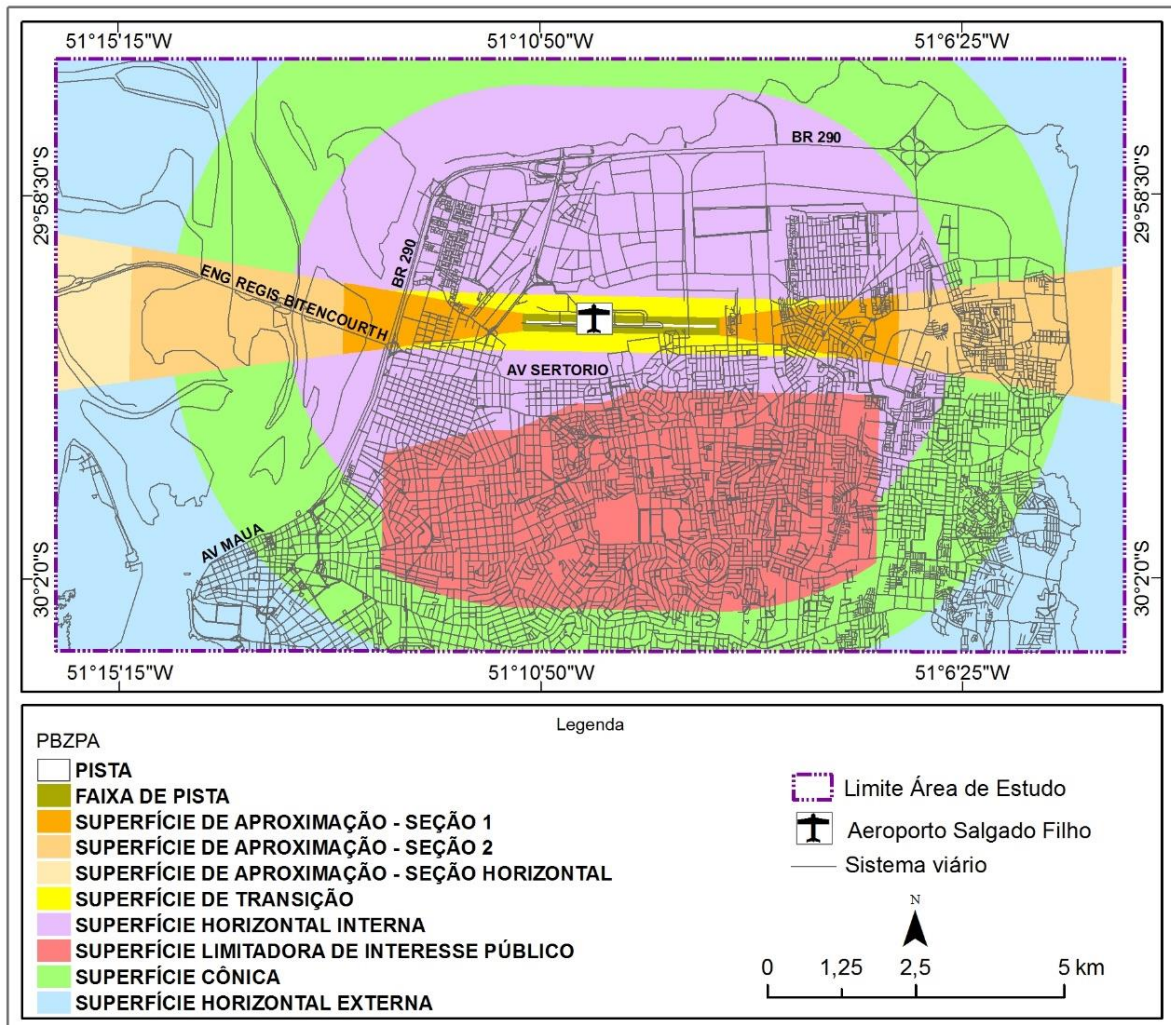 51°15'15"W 51°10'50"W 51°6'25"W
29°58'30"S
29°58'30"S
BR 290
BR 290
ENG REGIS BITENCOURTH
AV SERTORIO
AV MAUA
30°2'0"S
30°2'0"S
51°15'15"W 51°10'50"W 51°6'25"W
Legenda
PBZPA
PISTA
FAIXA DE PISTA
SUPERFÍCIE DE APROXIMAÇÃO - SEÇÃO 1
SUPERFÍCIE DE APROXIMAÇÃO - SEÇÃO 2
SUPERFÍCIE DE APROXIMAÇÃO - SEÇÃO HORIZONTAL
SUPERFÍCIE DE TRANSIÇÃO
SUPERFÍCIE HORIZONTAL INTERNA
SUPERFÍCIE LIMITADORA DE INTERESSE PÚBLICO
SUPERFÍCIE CÔNICA
SUPERFÍCIE HORIZONTAL EXTERNA
Limite Área de Estudo
Aeroporto Salgado Filho
Sistema viário
N
0 1,25 2,5 5 km